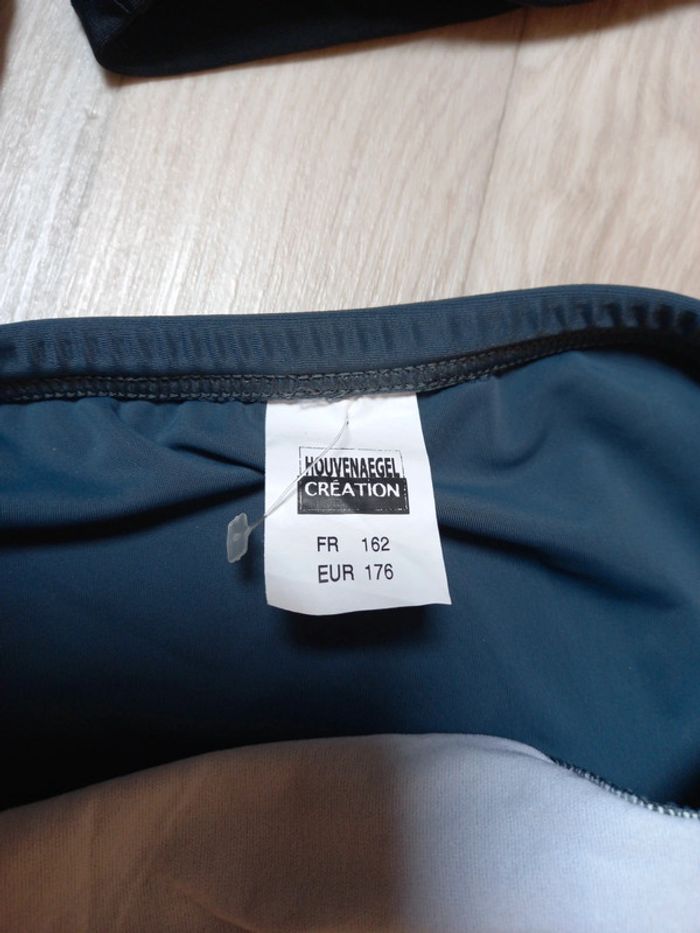 HOUVENAEGEL
CRÉATION
FR 162
EUR 176